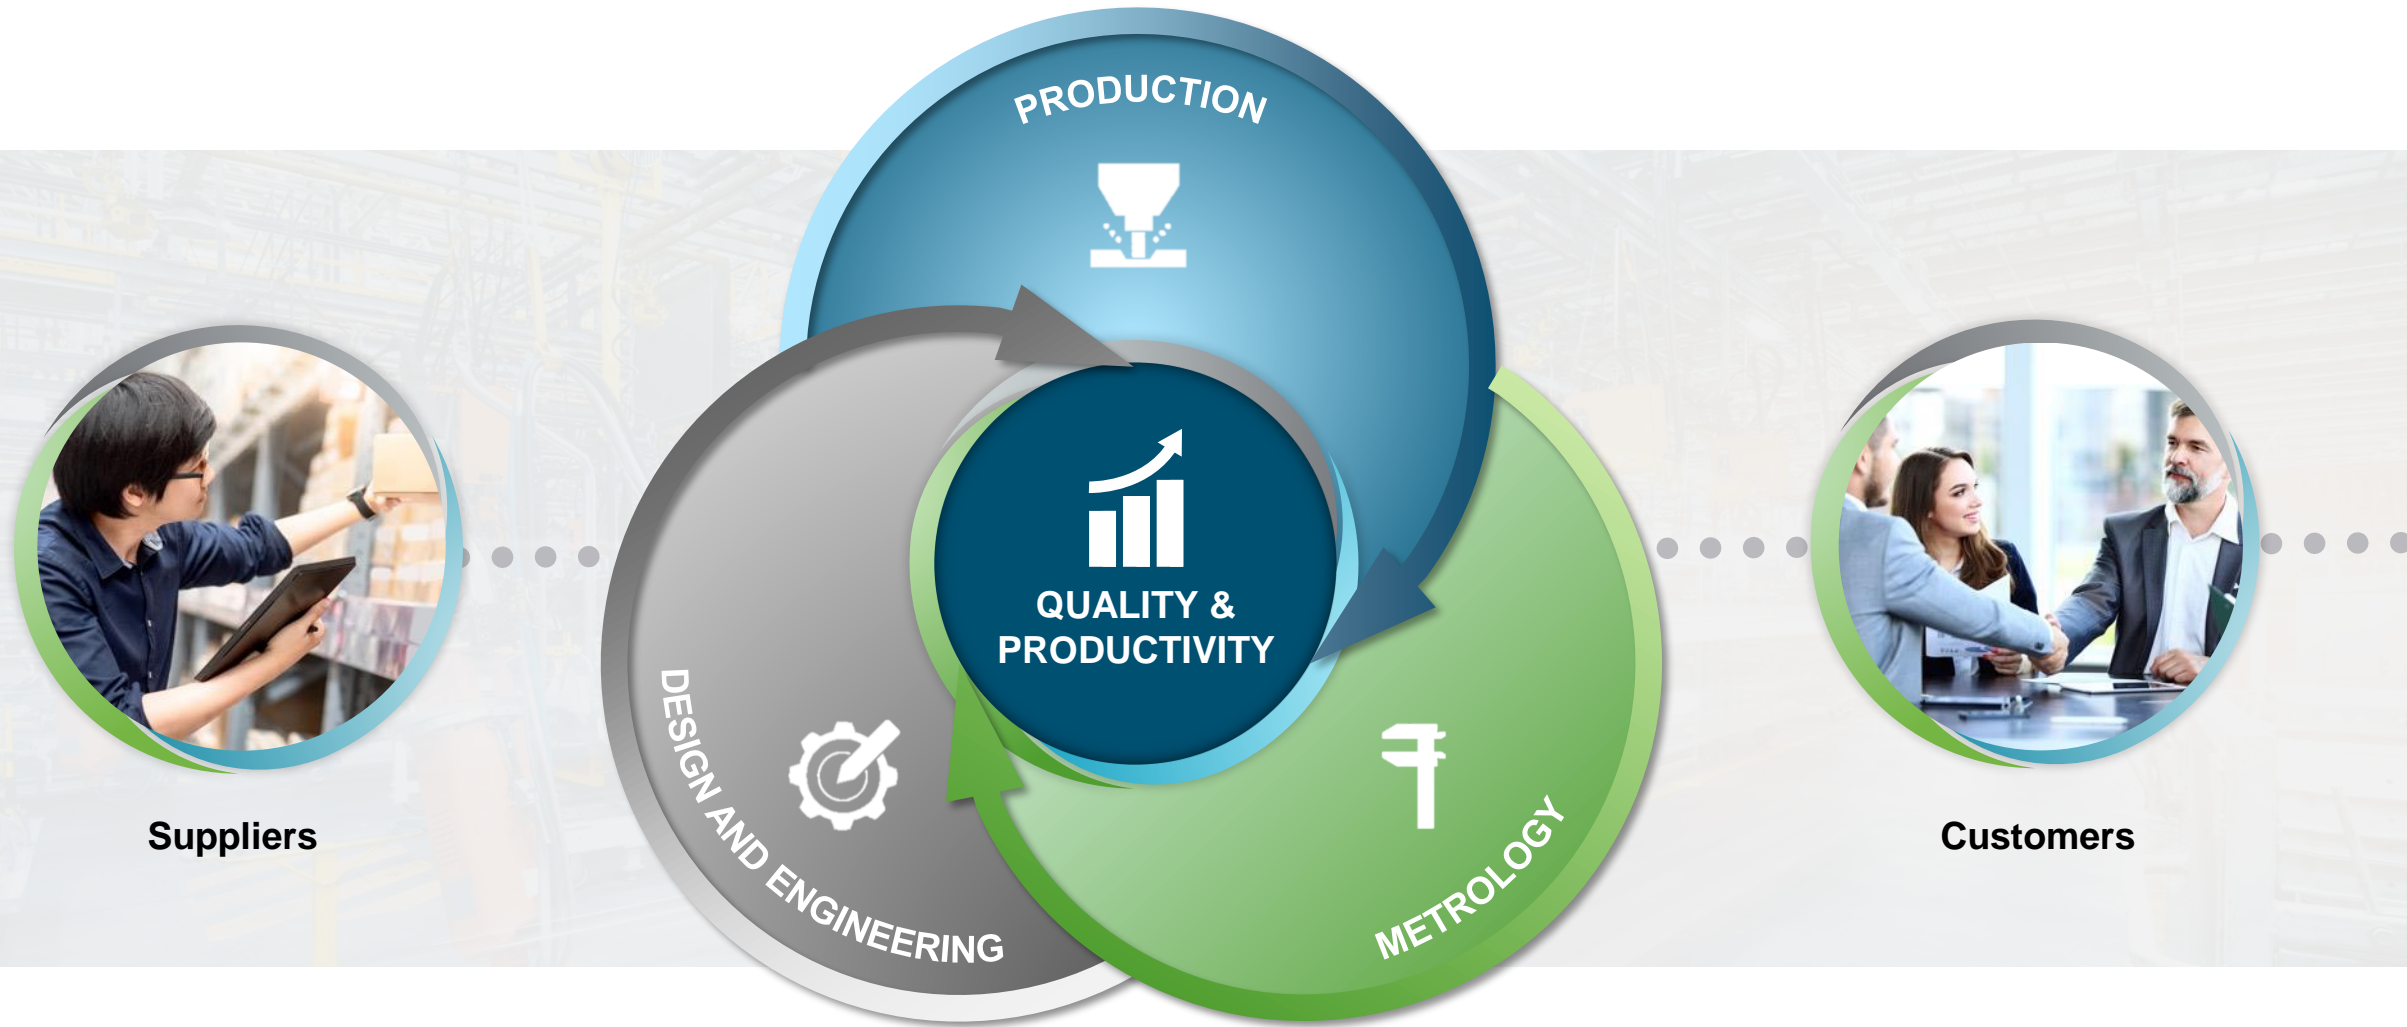 PRODUCTION
QUALITY &
PRODUCTIVITY
DESIGN AND ENGINEERING
METROLOGY
Suppliers
Customers